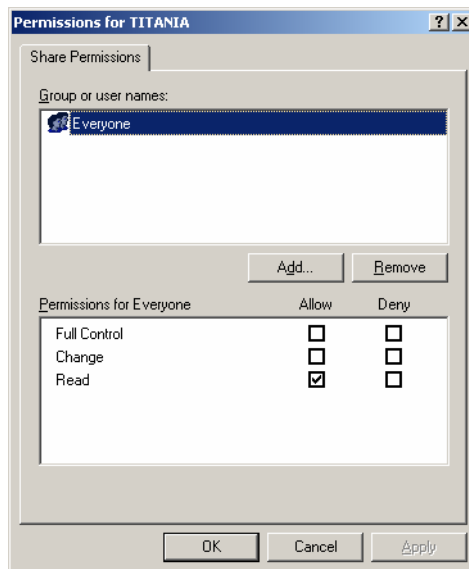 Permissions for TITANIA
Share Permissions
Group or user names:
Everyone
Add... Remove
Permissions for Everyone Allow Deny
Full Control
Change
Read
OK Cancel Apply